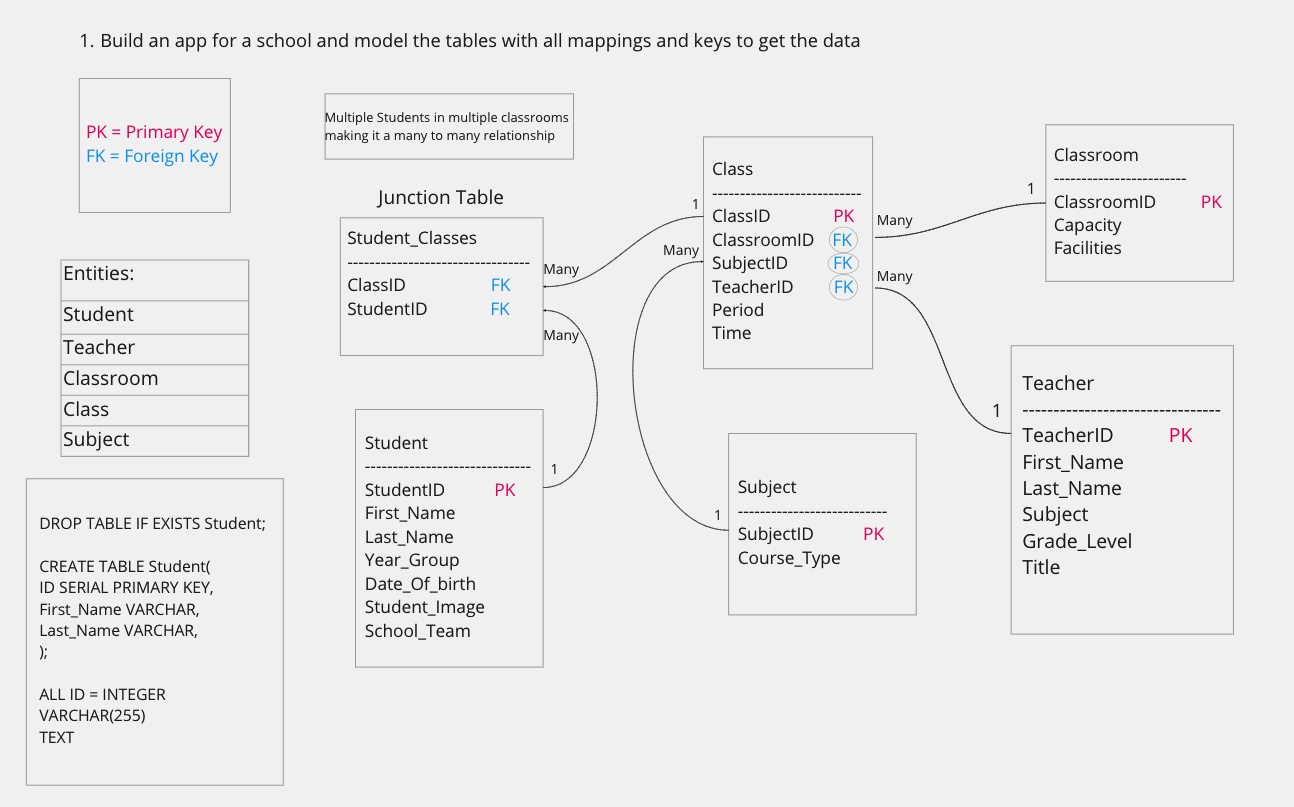 1. Build an app for a school and model the tables with all mappings and keys to get the data
PK = Primary Key
FK = Foreign Key
Multiple Students in multiple classrooms
making it a many to many relationship
Entities:
Student
Teacher
Classroom
Class
Subject
DROP TABLE IF EXISTS Student;
CREATE TABLE Student(
ID SERIAL PRIMARY KEY,
First_Name VARCHAR,
Last_Name VARCHAR,
);
ALL ID = INTEGER
VARCHAR(255)
TEXT
Junction Table
Student_Classes
--------------------------------
ClassID FK
StudentID FK
Many
Many
Student
------------------------------
StudentID PK
First_Name
Last_Name
Year_Group
Date_Of_birth
Student_Image
School_Team
1
1
Many
Class
---------------------------
ClassID PK
ClassroomID FK
SubjectID FK
TeacherID FK
Period
Time
Many
Many
1
Subject
---------------------------
SubjectID PK
Course_Type
1
Classroom
------------------------
ClassroomID PK
Capacity
Facilities
1
Teacher
--------------------------------
TeacherID PK
First_Name
Last_Name
Subject
Grade_Level
Title